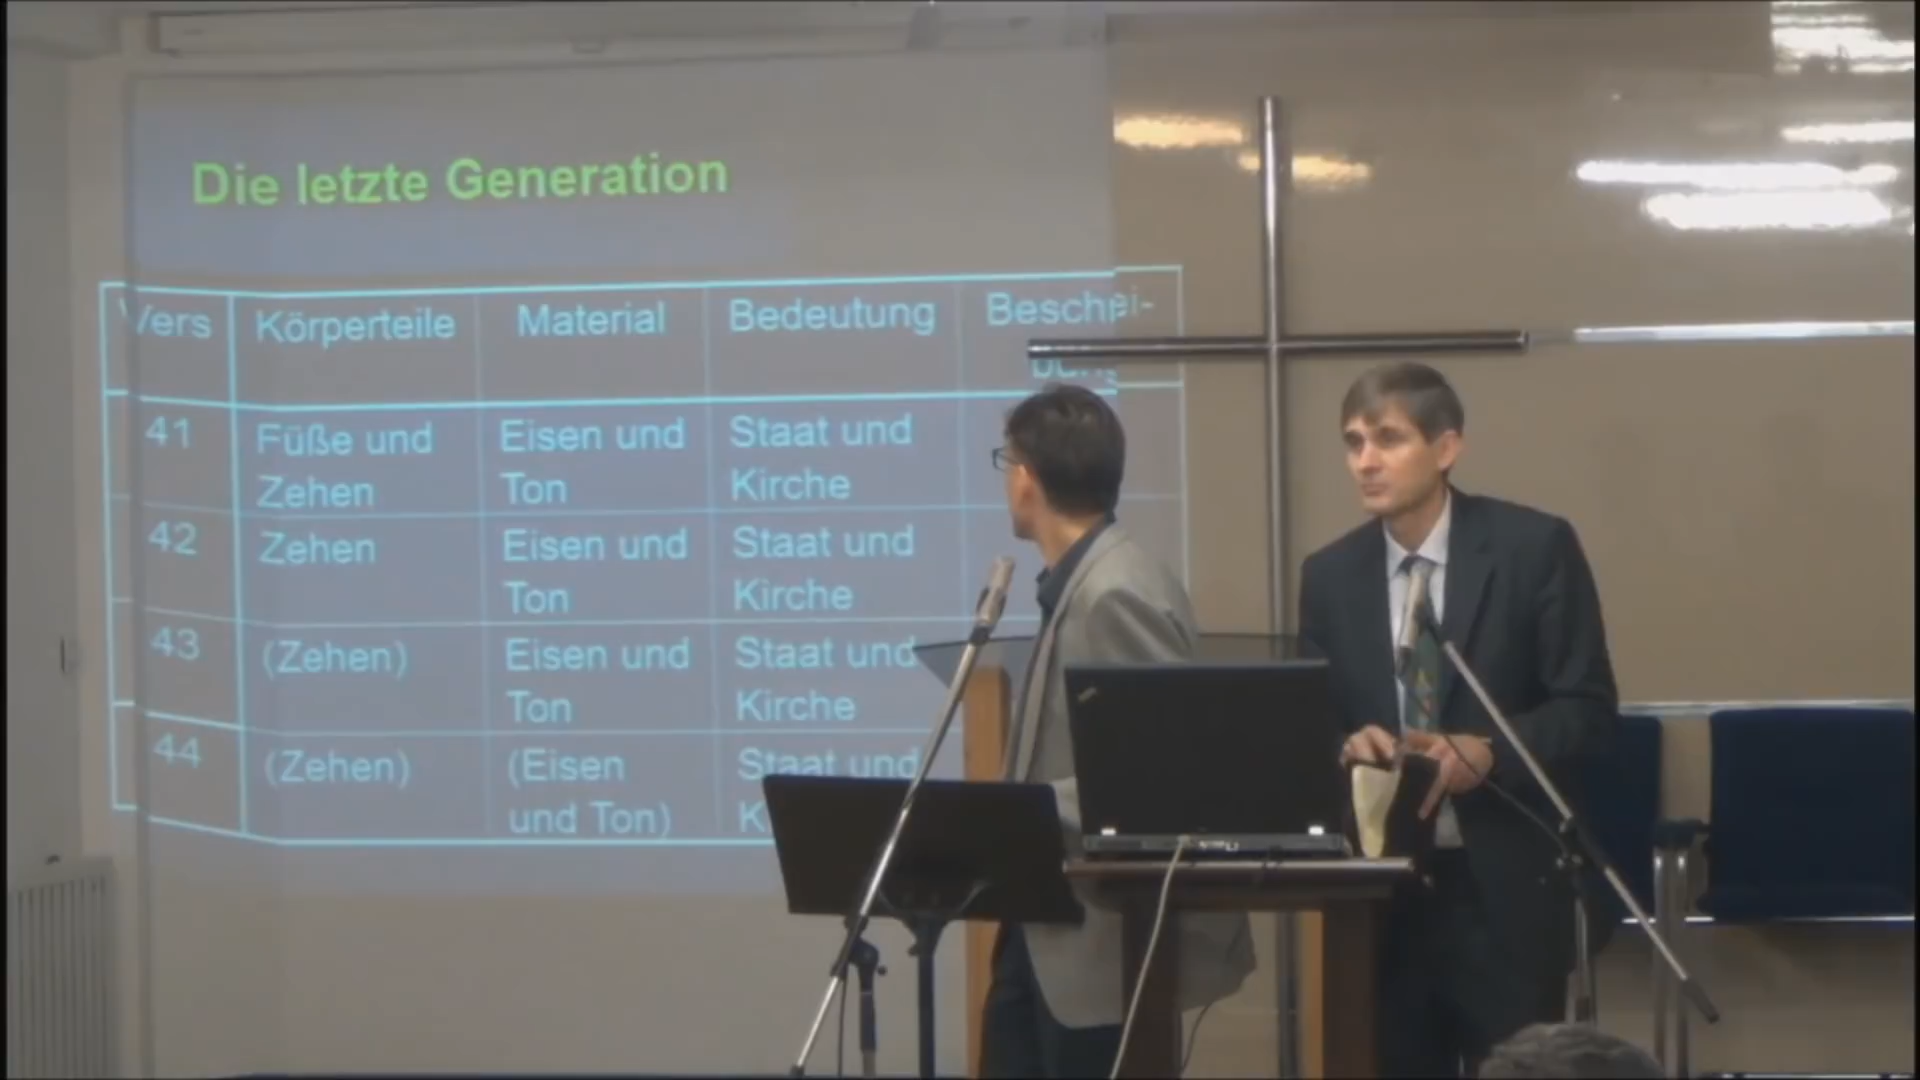 Die letzte Generation
Vers Körperteile Material Bedeutung Beschei-
41 Füße und Eisen und Staat und
Zehen Ton Kirche
42 Zehen Eisen und Staat und
Ton Kirche
43 (Zehen) Eisen und Staat und
Ton Kirche
44 (Zehen) (Eisen Staat und
und Ton) K